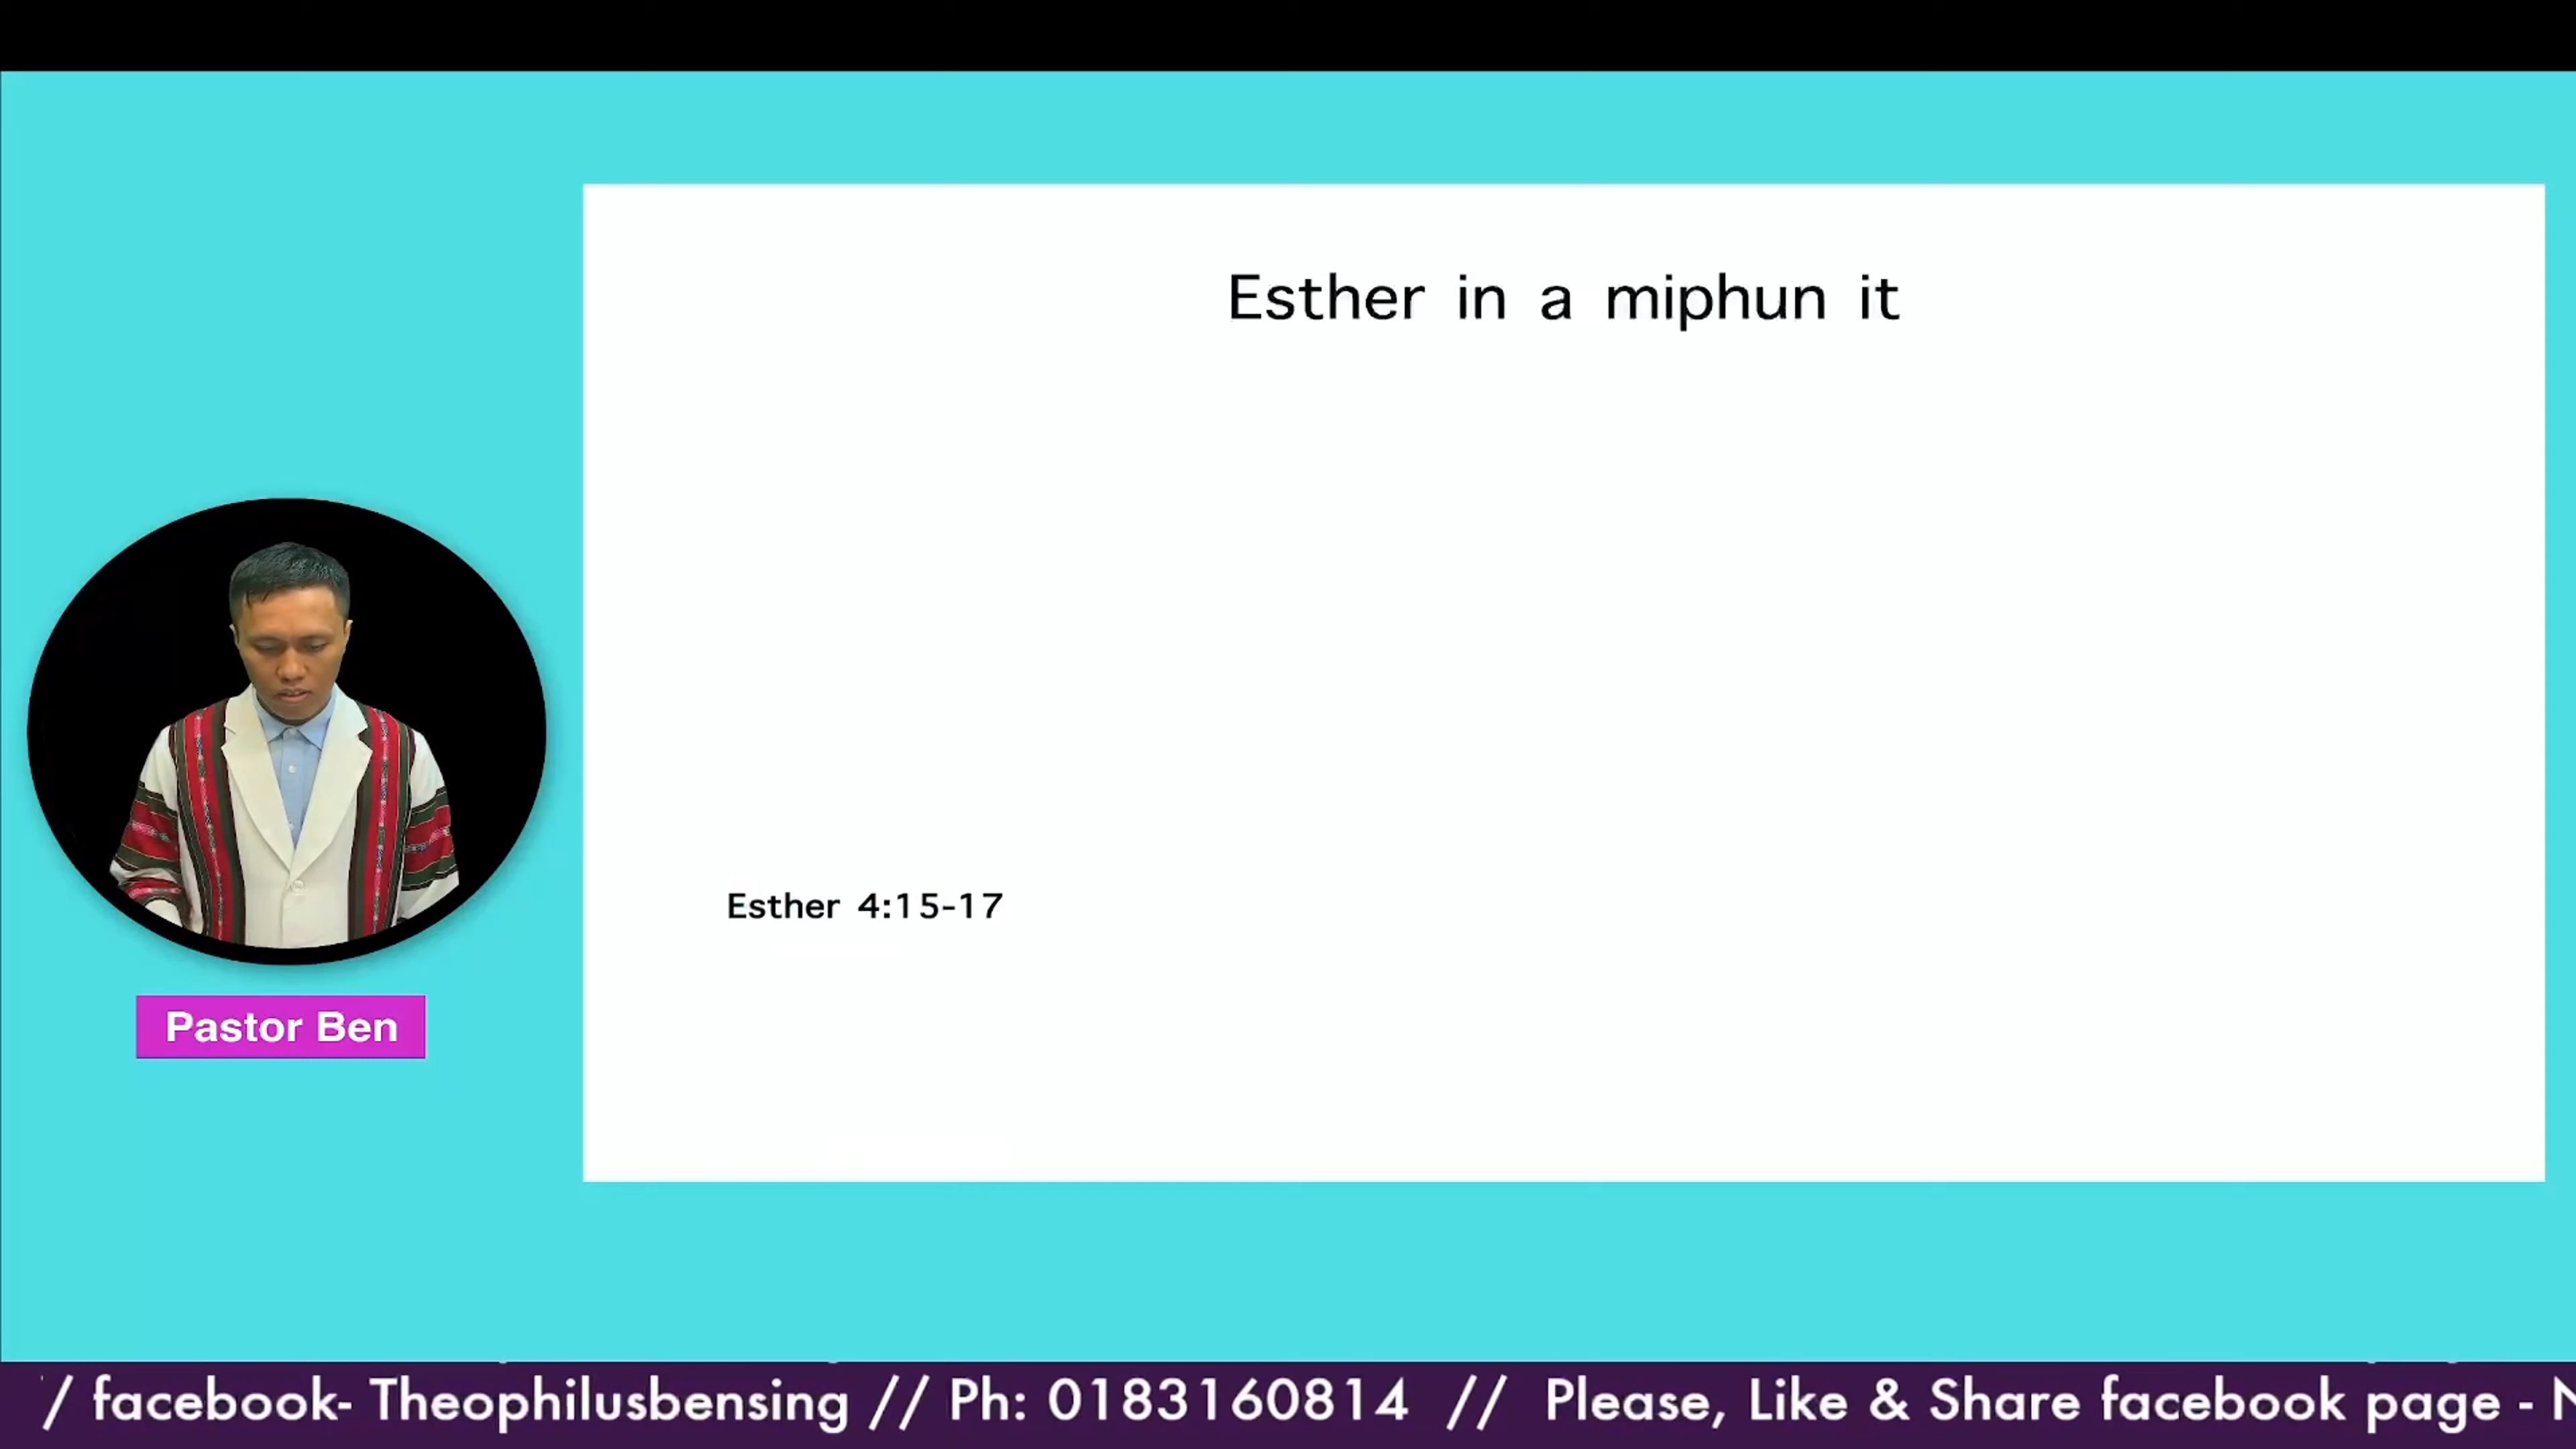 Esther in a miphun it
Esther 4:15-17
Pastor Ben
/ facebook- Theophilusbensing // Ph: 0183160814 // Please, Like & Share facebook page - N